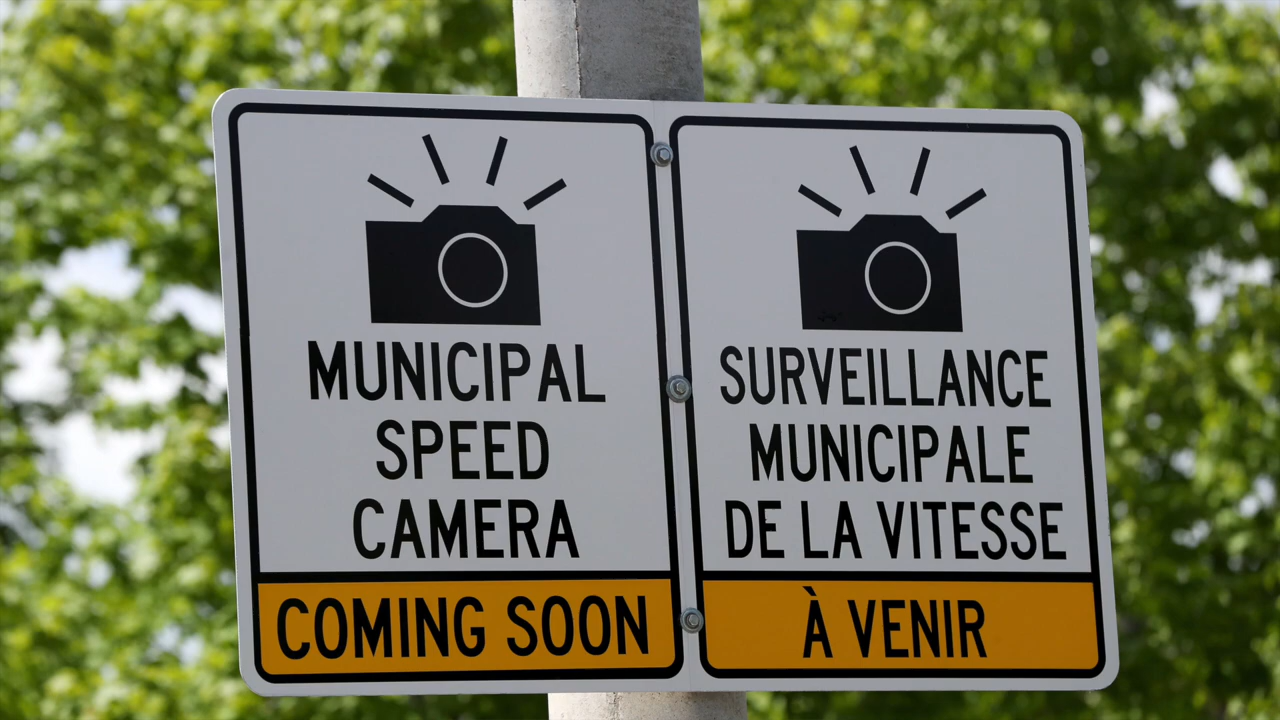 MUNICIPAL
SPEED
CAMERA
COMING SOON
SURVEILLANCE
MUNICIPALE
DE LA VITESSE
À VENIR